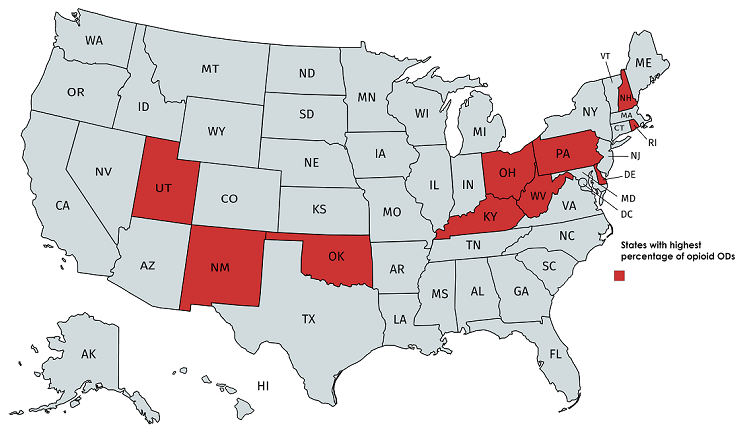 WA
OR
CA
NV
ID
MT
WY
UT
AZ
CO
NM
ND
SD
NE
KS
OK
TX
MN
IA
MO
AR
LA
WI
IL
MI
IN
OH
KY
TN
MS
AL
GA
FL
SC
NC
VA
WV
PA
NY
VT
NH
ME
MA
CT
RI
NJ
DE
MD
DC
AK
HI
States with highest
percentage of opioid ODs